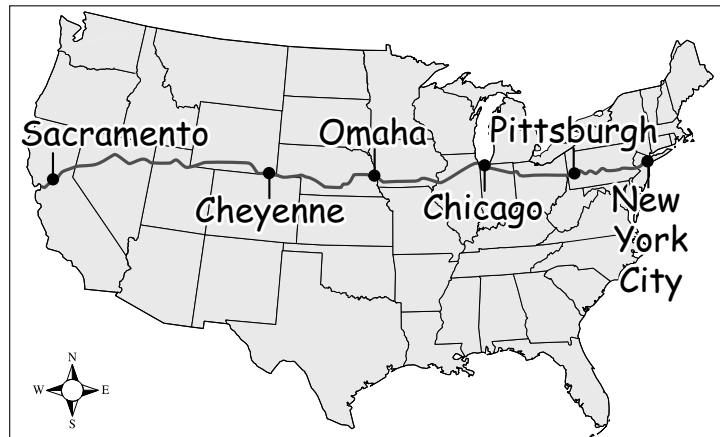 Sacramento
Omaha
Pittsburgh
Cheyenne
Chicago
New
York
City
N
W E
S